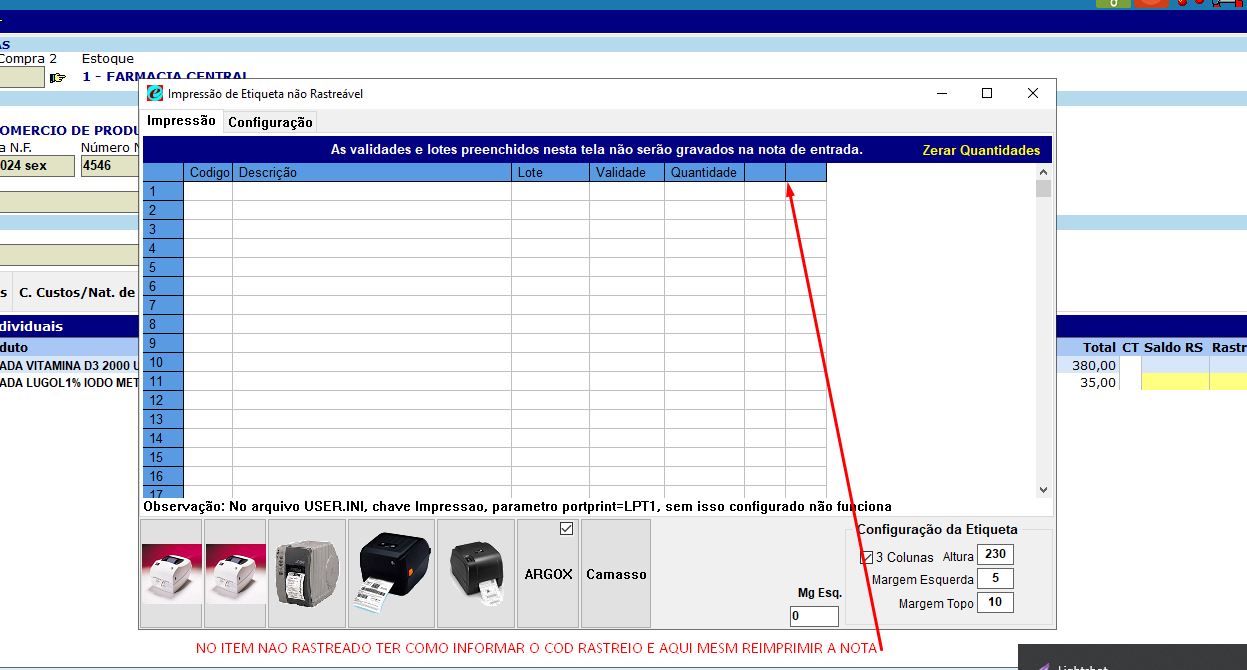 AS
Compra 2 Estoque
1 - FARMACIA CENTRAL
Impressão de Etiqueta não Rastreável
Impressão Configuração
OMERCIO DE PRODU
a N.F. Número N
024 sex 4546
As validades e lotes preenchidos nesta tela não serão gravados na nota de entrada. Zerar Quantidades
Codigo Descrição Lote Validade Quantidade
1
2
3
4
5
6
7
8
9
10
11
12
13
14
15
16
17
s C. Custos/Nat. de
dividuais
duto Total CT Saldo RS Rastr
ADA VITAMINA D3 2000 U 380,00
ADA LUGOL1% IODO MET 35,00
Observação: No arquivo USER.INI, chave Impressao, parametro portprint=LPT1, sem isso configurado não funciona
ARGOX Camasso
Mg Esq.
0
Configuração da Etiqueta
3 Colunas Altura 230
Margem Esquerda 5
Margem Topo 10
NO ITEM NAO RASTREADO TER COMO INFORMAR O COD RASTREIO E AQUI MESM REIMPRIMIR A NOTA
Lightshot